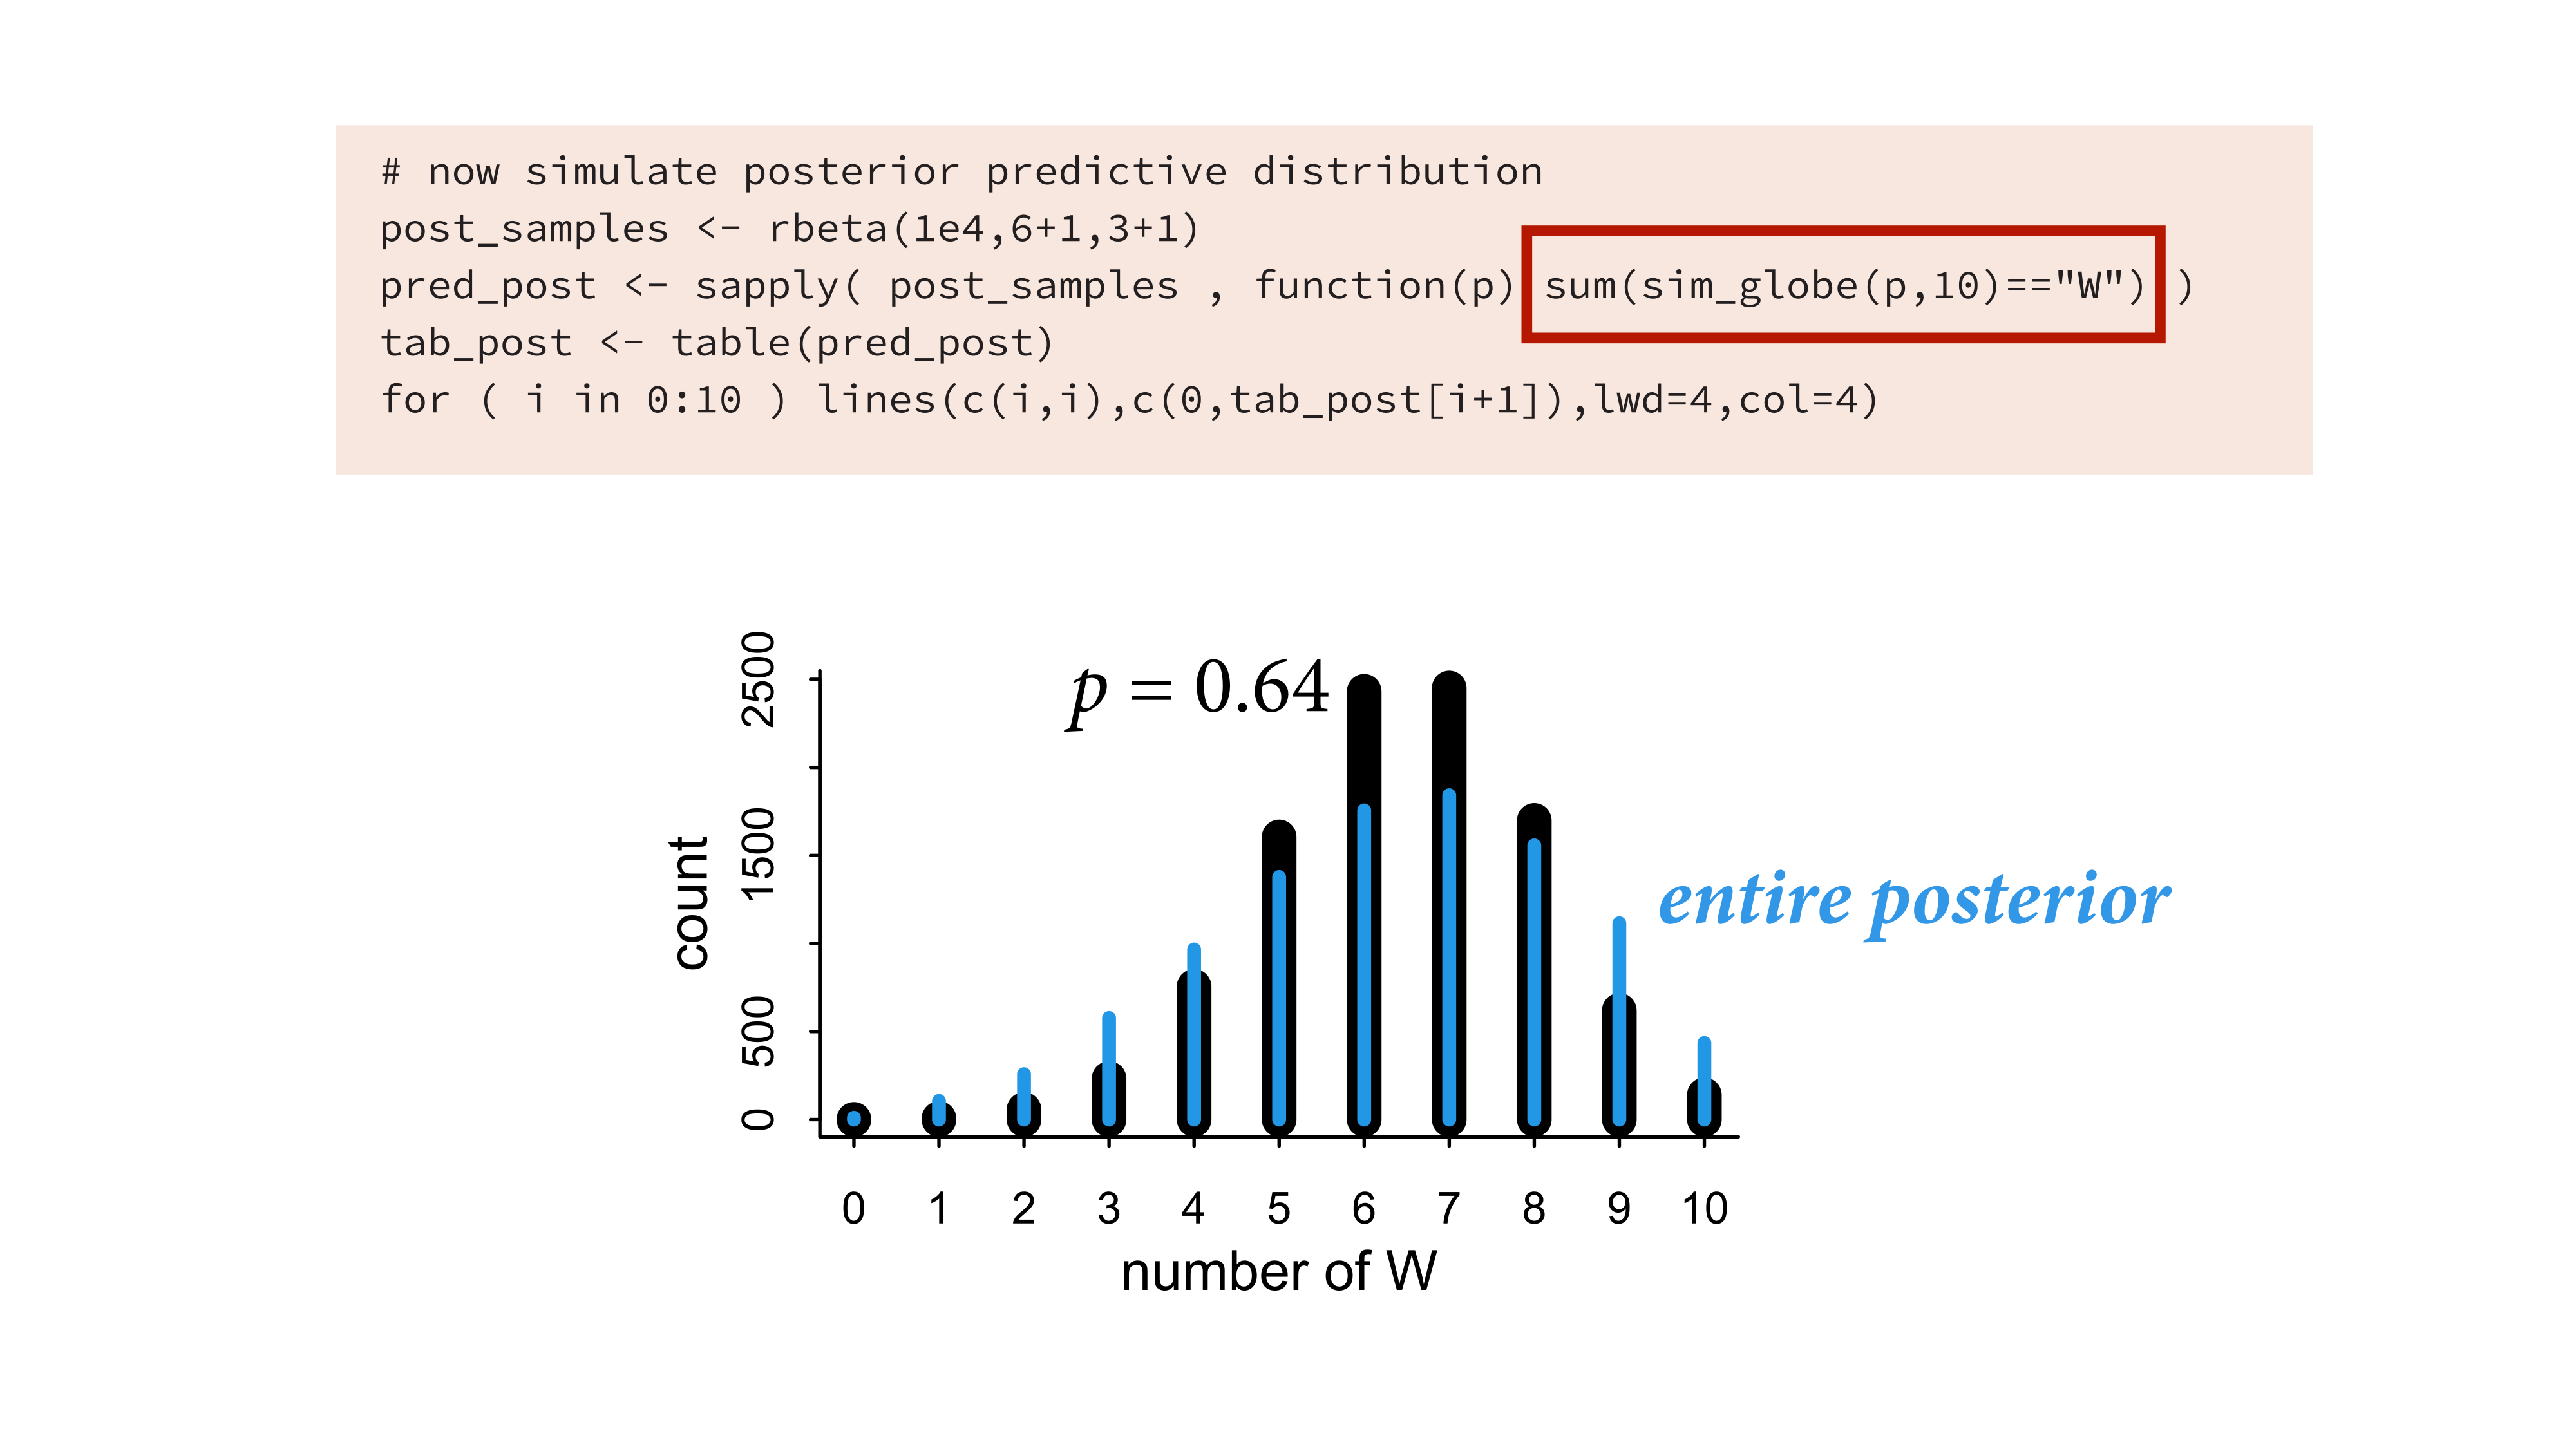 # now simulate posterior predictive distribution
post_samples <- rbeta(1e4,6+1,3+1)
pred_post <- sapply( post_samples , function(p) sum(sim_globe(p,10)=="W") )
tab_post <- table(pred_post)
for ( i in 0:10 ) lines(c(i,i),c(0,tab_post[i+1]),lwd=4,col=4)
p = 0.64
entire posterior
2500
1500
500
0
count
0 1 2 3 4 5 6 7 8 9 10
number of W